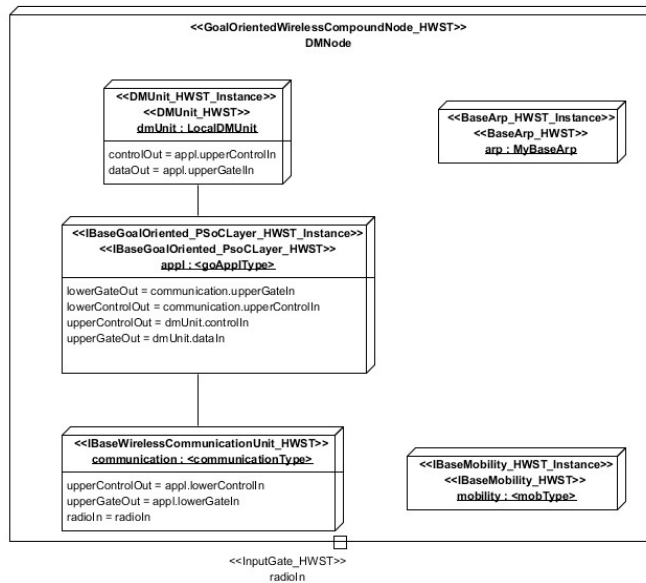 <<GoalOrientedWirelessCompoundNode_HWST>>
DMNode
<<DMUnit_HWST_Instance>>
<<DMUnit_HWST>>
dmUnit : LocalDMUnit
controlOut = appl.upperControlIn
dataOut = appl.upperGateIIn
<<BaseArp_HWST_Instance>>
<<BaseArp_HWST>>
arp : MyBaseArp
<<IBaseGoalOriented_PSoCLayer_HWST_Instance>>
<<IBaseGoalOriented_PsoCLayer_HWST>>
appl : <goApplType>
lowerGateOut = communication.upperGateIn
lowerControlOut = communication.upperControlIn
upperControlOut = dmUnit.controlIn
upperGateOut = dmUnit.dataIn
<<IBaseWirelessCommunicationUnit_HWST>>
communication : <communicationType>
upperControlOut = appl.lowerControlIn
upperGateOut = appl.lowerGateIn
radioIn = radioIn
<<IBaseMobility_HWST_Instance>>
<<IBaseMobility_HWST>>
mobility : <mobType>
<<InputGate_HWST>>
radioIn